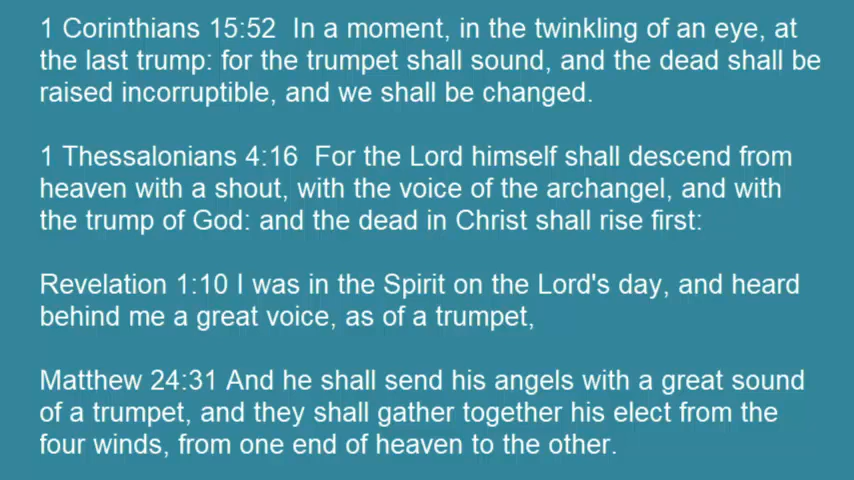 1 Corinthians 15:52  In a moment, in the twinkling of an eye, at
the last trump: for the trumpet shall sound, and the dead shall be
raised incorruptible, and we shall be changed.
1 Thessalonians 4:16  For the Lord himself shall descend from
heaven with a shout, with the voice of the archangel, and with
the trump of God: and the dead in Christ shall rise first:
Revelation 1:10 I was in the Spirit on the Lord's day, and heard
behind me a great voice, as of a trumpet,
Matthew 24:31 And he shall send his angels with a great sound
of a trumpet, and they shall gather together his elect from the
four winds, from one end of heaven to the other.